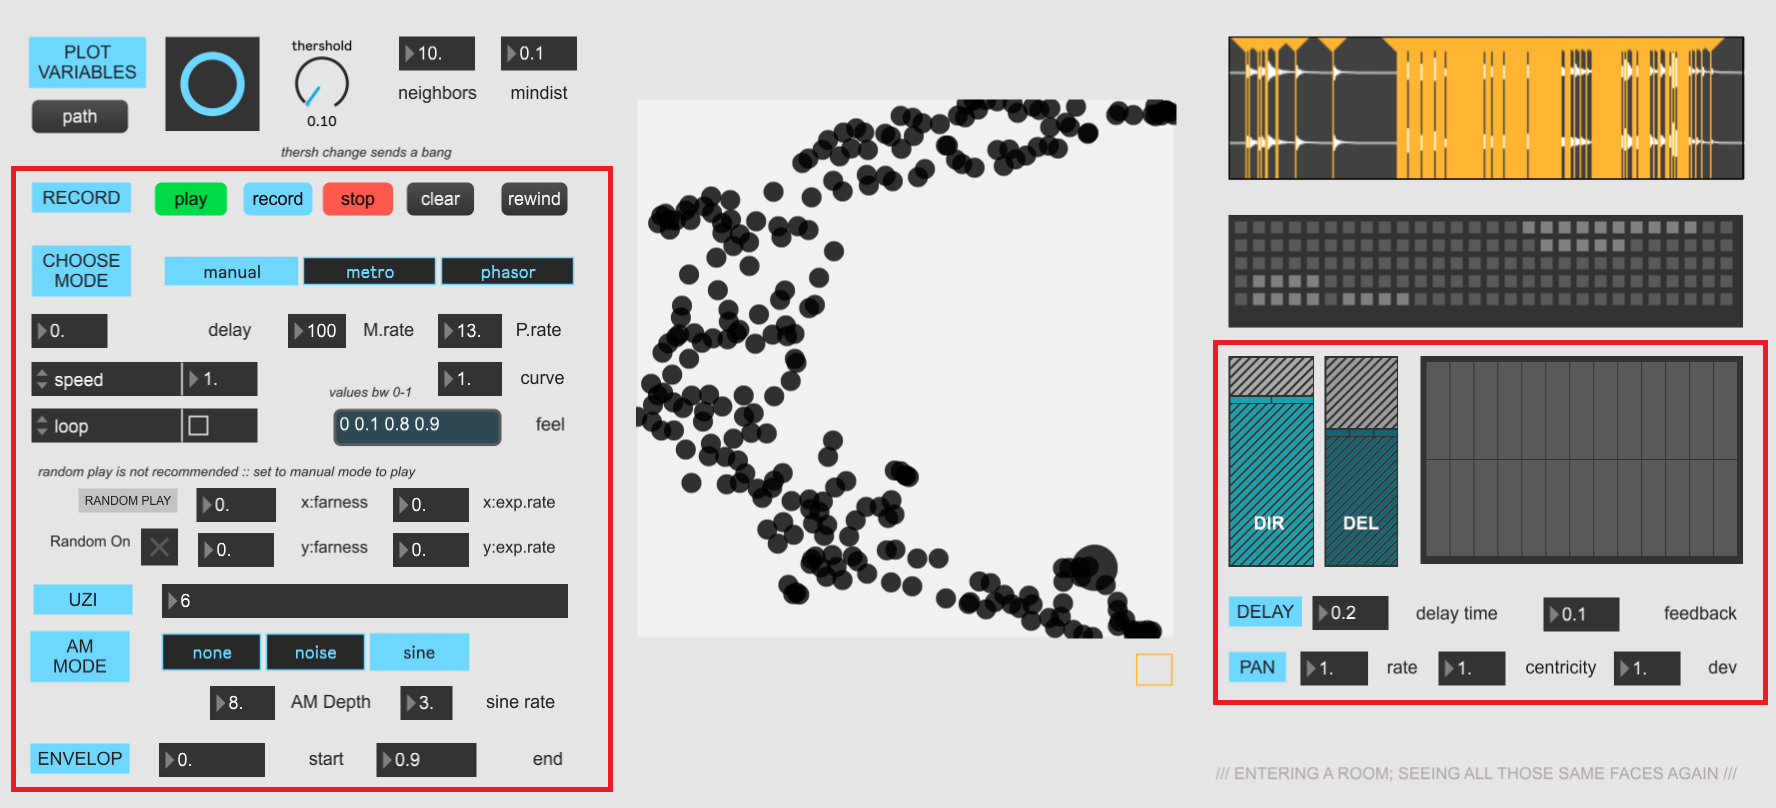 PLOT
VARIABLES
path
thershold
0.10
10.
neighbors
0.1
mindist
thersh change sends a bang
RECORD play record stop clear rewind
CHOOSE
MODE
manual metro phasor
0. delay 100 M.rate 13. P.rate
speed 1. 1. curve
values bw 0-1
loop 0 0.1 0.8 0.9 feel
random play is not recommended :: set to manual mode to play
RANDOM PLAY 0. x:farness 0. x:exp.rate
Random On 0. y:farness 0. y:exp.rate
UZI 6
AM
MODE
none noise sine
8. AM Depth 3. sine rate
ENVELOP 0. start 0.9 end
DIR DEL
DELAY 0.2 delay time 0.1 feedback
PAN 1. rate 1. centricity 1. dev
/// ENTERING A ROOM; SEEING ALL THOSE SAME FACES AGAIN ///